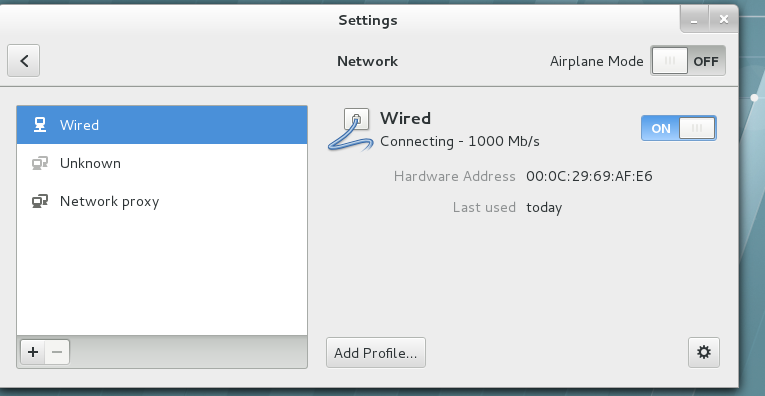 Settings
Network
Airplane Mode
OFF
Wired
Unknown
Network proxy
Wired
Connecting - 1000 Mb/s
ON
Hardware Address 00:0C:29:69:AF:E6
Last used today
Add Profile...